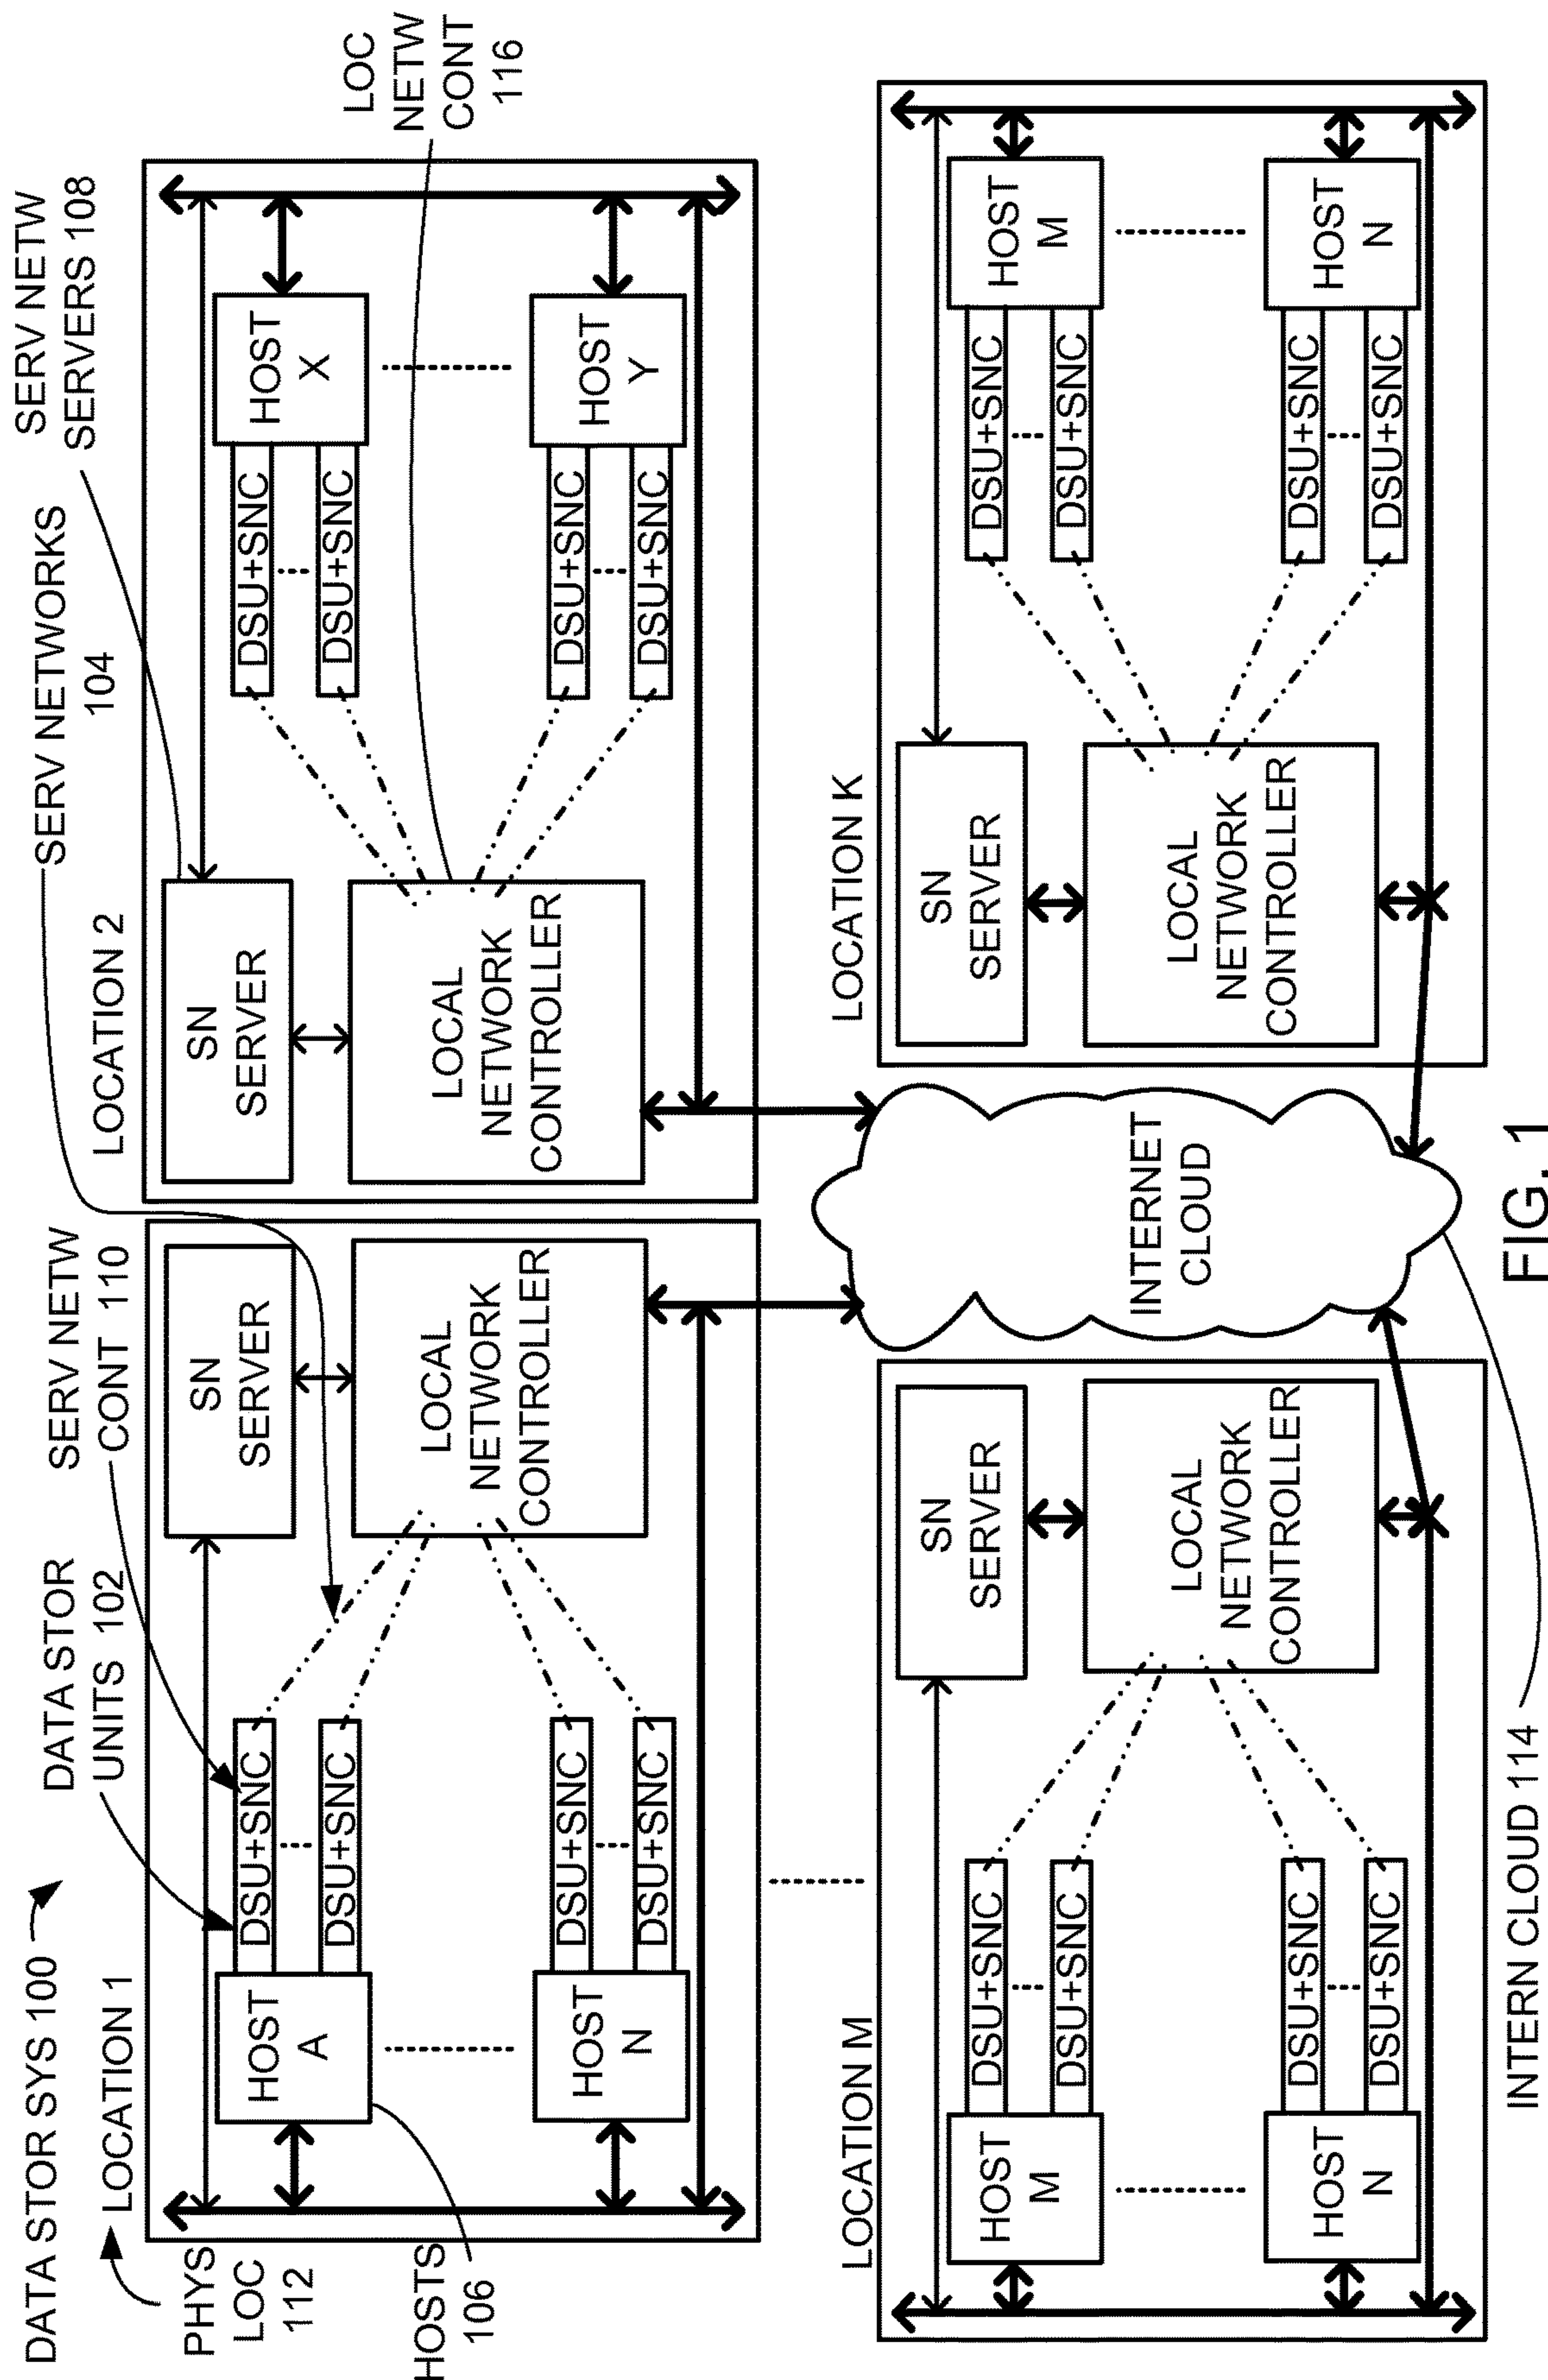 DATA STOR SYS 100
PHYS
LOC
112
LOCATION 1
HOSTS
106
DATA STOR
UNITS 102
SERV NETW
CONT 110
SERV NETWORKS
104
SERV NETW
SERVERS 108
LOC
NETW
CONT
116
HOST
A
DSU+SNC
DSU+SNC
HOST
N
DSU+SNC
DSU+SNC
SN
SERVER
LOCAL
NETWORK
CONTROLLER
LOCATION 2
SN
SERVER
LOCAL
NETWORK
CONTROLLER
DSU+SNC
DSU+SNC
HOST
X
DSU+SNC
DSU+SNC
HOST
Y
LOCATION M
HOST
M
DSU+SNC
DSU+SNC
HOST
N
DSU+SNC
DSU+SNC
SN
SERVER
LOCAL
NETWORK
CONTROLLER
INTERNET
CLOUD
LOCATION K
SN
SERVER
LOCAL
NETWORK
CONTROLLER
DSU+SNC
DSU+SNC
HOST
M
DSU+SNC
DSU+SNC
HOST
N
INTERN CLOUD 114
FIG. 1